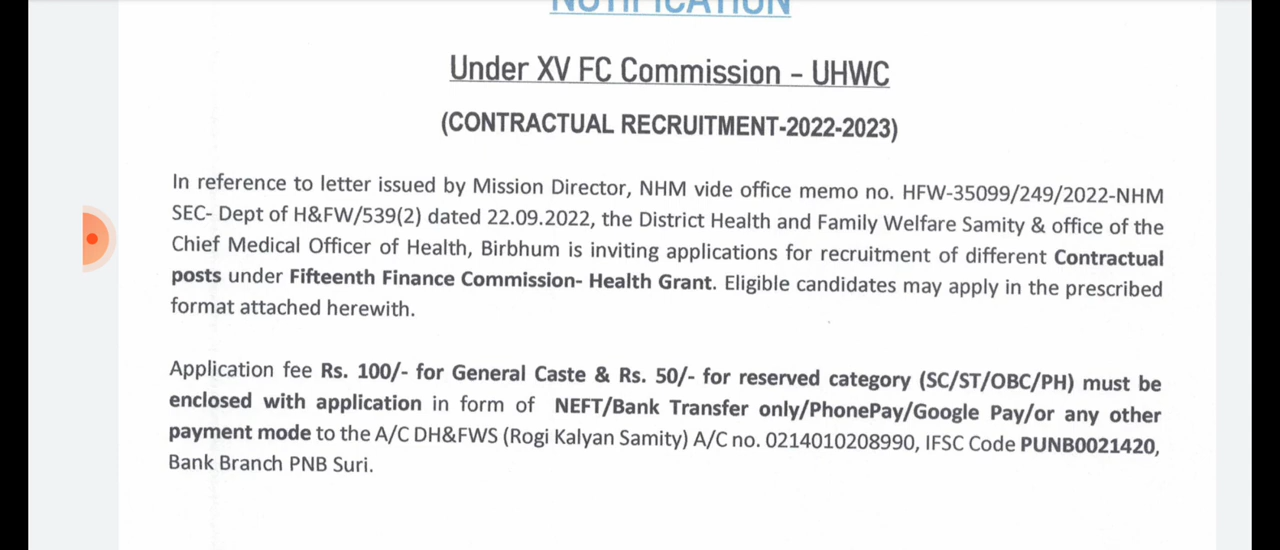 NOTIFICATION
Under XV FC Commission - UHWC
(CONTRACTUAL RECRUITMENT-2022-2023)
In reference to letter issued by Mission Director, NHM vide office memo no. HFW-35099/249/2022-NHM
SEC- Dept of H&FW/539(2) dated 22.09.2022, the District Health and Family Welfare Samity & office of the
Chief Medical Officer of Health, Birbhum is inviting applications for recruitment of different Contractual
posts under Fifteenth Finance Commission- Health Grant. Eligible candidates may apply in the prescribed
format attached herewith.
Application fee Rs. 100/- for General Caste & Rs. 50/- for reserved category (SC/ST/OBC/PH) must be
enclosed with application in form of NEFT/Bank Transfer only/PhonePay/Google Pay/or any other
payment mode to the A/C DH&FWS (Rogi Kalyan Samity) A/C no. 0214010208990, IFSC Code PUNB0021420,
Bank Branch PNB Suri.